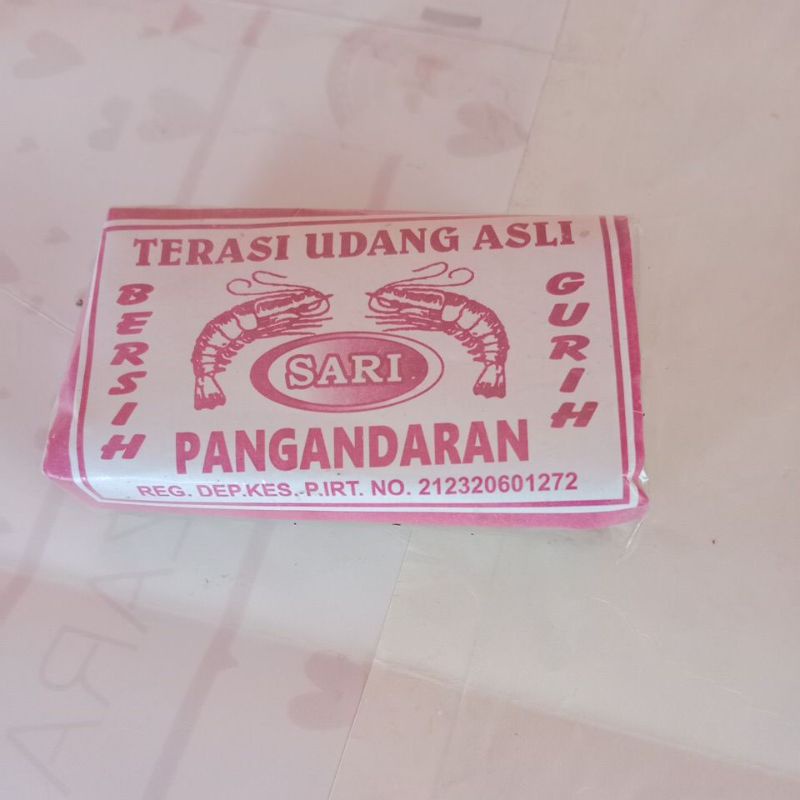 TERASI UDANG ASLI
BERSIH
GURIH
SARI
PANGANDARAN
REG. DEP.KES.-P.IRT. NO. 212320601272